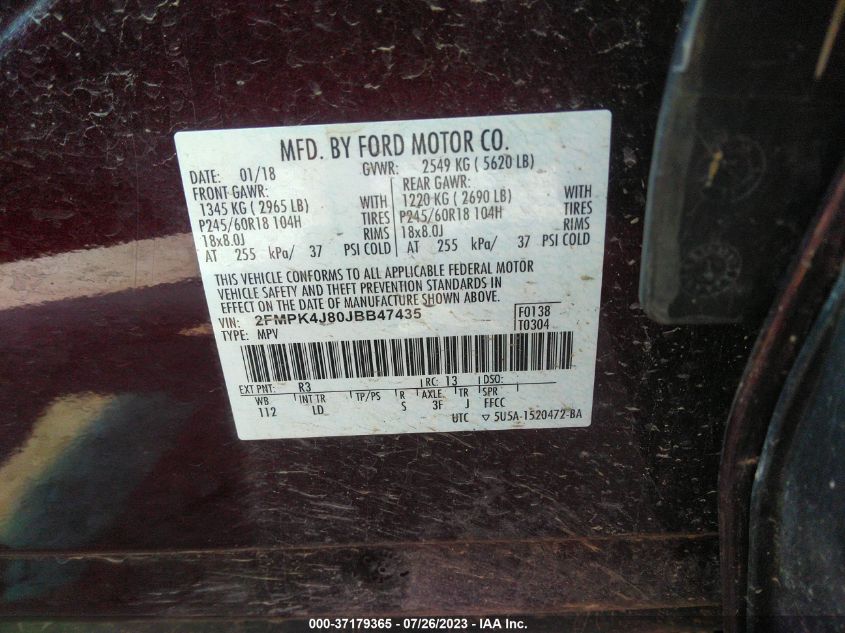 MFD. BY FORD MOTOR CO.
DATE: 01/18 GVWR: 2549 KG ( 5620 LB)
FRONT GAWR: REAR GAWR:
1345 KG ( 2965 LB) WITH 1220 KG ( 2690 LB) WITH
P245/60R18 104H TIRES P245/60R18 104H TIRES
18x8.0J RIMS 18x8.0J RIMS
AT 255 kPa/ 37 PSI COLD AT 255 kPa/ 37 PSI COLD
THIS VEHICLE CONFORMS TO ALL APPLICABLE FEDERAL MOTOR
VEHICLE SAFETY AND THEFT PREVENTION STANDARDS IN
EFFECT ON THE DATE OF MANUFACTURE SHOWN ABOVE.
VIN: 2FMPK4J80JBB47435 F0138
TYPE: MPV T0304
EXT PNT: R3 RC: 13 DSO:
WB INT TR TP/PS R AXLE TR SPR
112 LD S 3F J FFCC
UTC ▽ 5U5A-1520472-BA
000-37179365 - 07/26/2023 - IAA Inc.